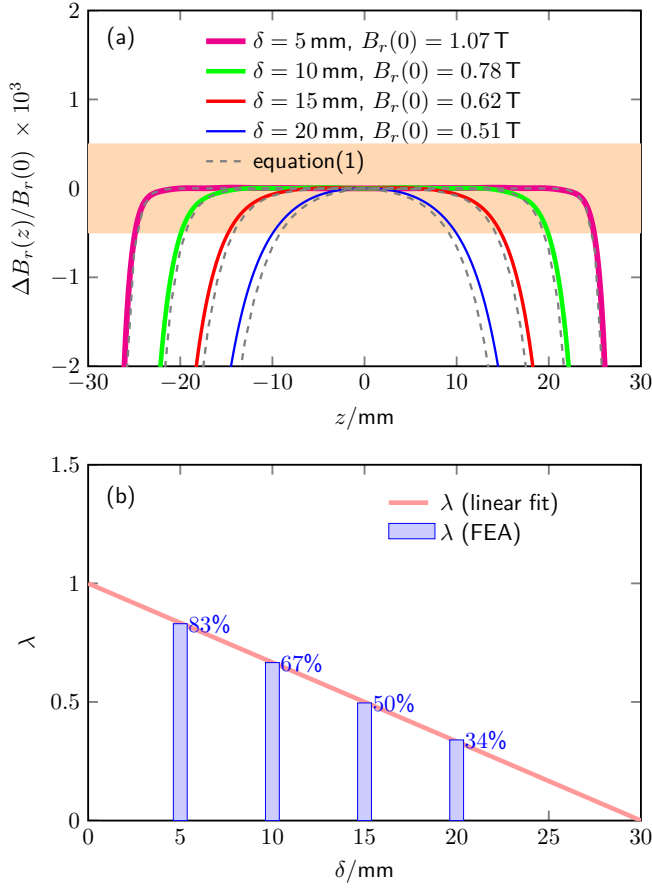 (a)
δ = 5 mm, B_r(0) = 1.07 T
δ = 10 mm, B_r(0) = 0.78 T
δ = 15 mm, B_r(0) = 0.62 T
δ = 20 mm, B_r(0) = 0.51 T
equation(1)
ΔB_r(z)/B_r(0) × 10³
2
1
0
−1
−2
−30 −20 −10 0 10 20 30
z/mm
(b)
λ (linear fit)
λ (FEA)
83%
67%
50%
34%
λ
1.5
1
0.5
0
0 5 10 15 20 25 30
δ/mm